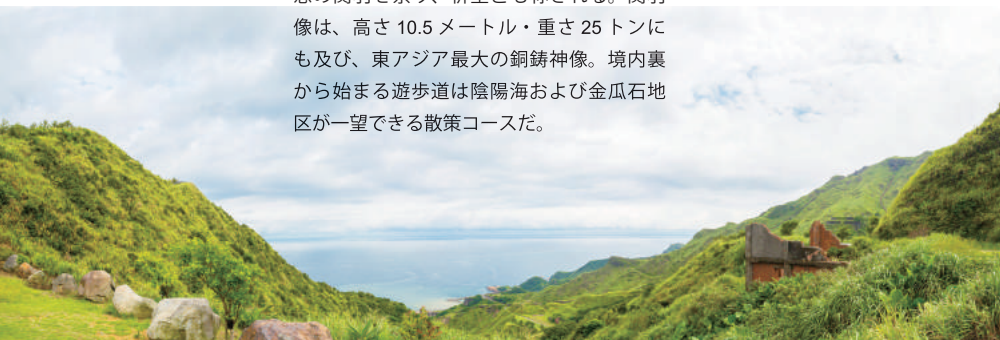 像は、高さ 10.5 メートル・重さ 25 トンに
も及び、東アジア最大の銅鋳神像。境内裏
から始まる遊歩道は陰陽海および金瓜石地
区が一望できる散策コースだ。